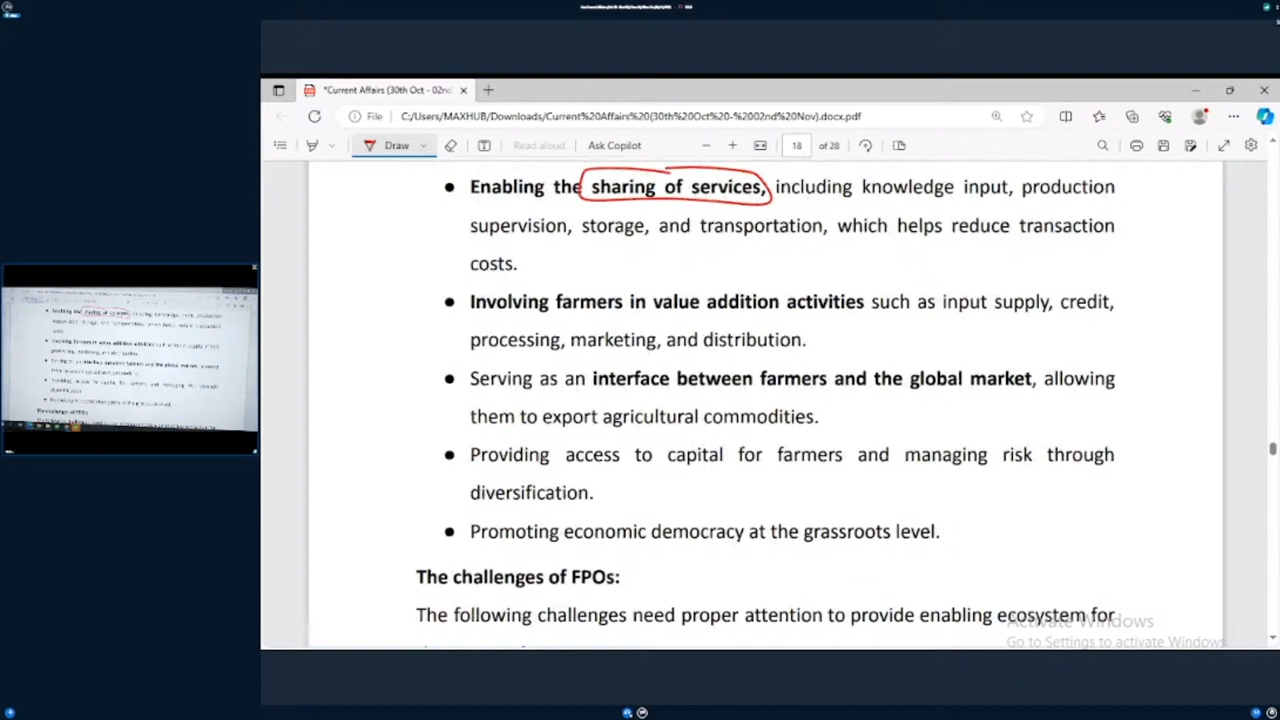 *Current Affairs (30th Oct - 02nd
File C:/Users/MAXHUB/Downloads/Current%20Affairs%20(30th%20Oct%20-%2002nd%20Nov).docx.pdf
Draw Read aloud Ask Copilot 18 of 28
● Enabling the sharing of services, including knowledge input, production
supervision, storage, and transportation, which helps reduce transaction
costs.
● Involving farmers in value addition activities such as input supply, credit,
processing, marketing, and distribution.
● Serving as an interface between farmers and the global market, allowing
them to export agricultural commodities.
● Providing access to capital for farmers and managing risk through
diversification.
● Promoting economic democracy at the grassroots level.
The challenges of FPOs:
The following challenges need proper attention to provide enabling ecosystem for
Activate Windows
Go to Settings to activate Windows.